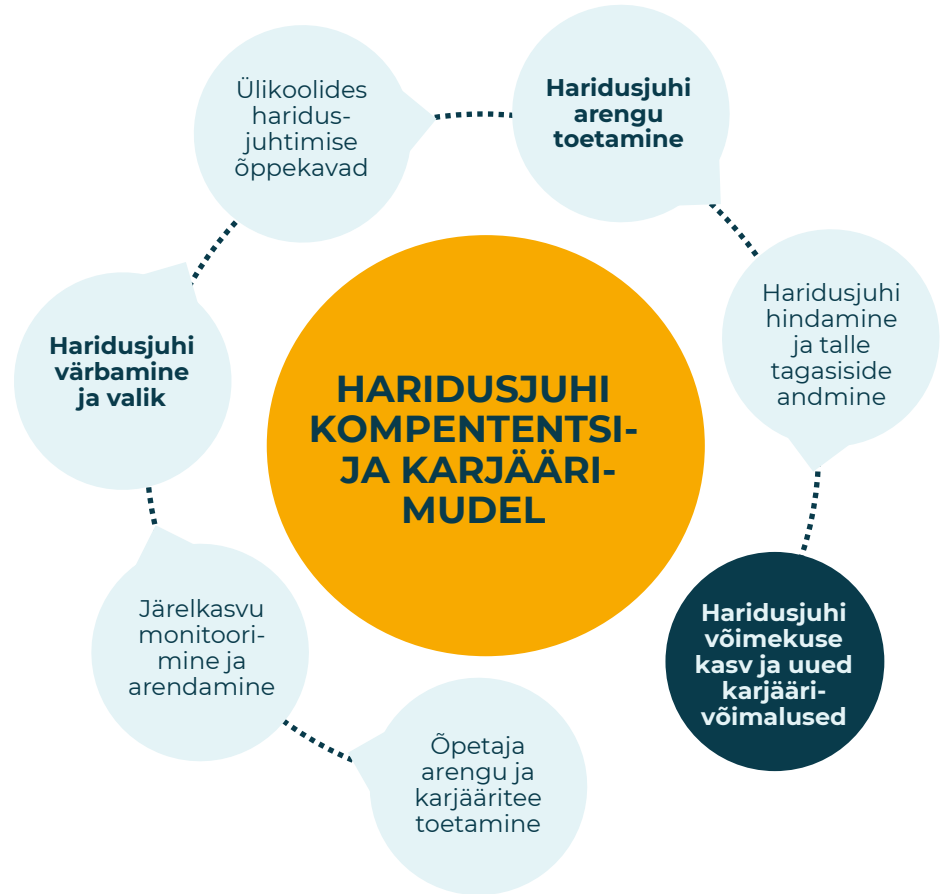 Ülikoolides
haridus-
juhtimise
õppekavad
Haridusjuhi
arengu
toetamine
Haridusjuhi
värbamine
ja valik
HARIDUSJUHI
KOMPENTENTSI-
JA KARJÄÄRI-
MUDEL
Haridusjuhi
hindamine
ja talle
tagasiside
andmine
Järelkasvu
monitoori-
mine ja
arendamine
Haridusjuhi
võimekuse
kasv ja uued
karjääri-
võimalused
Õpetaja
arengu ja
karjääritee
toetamine